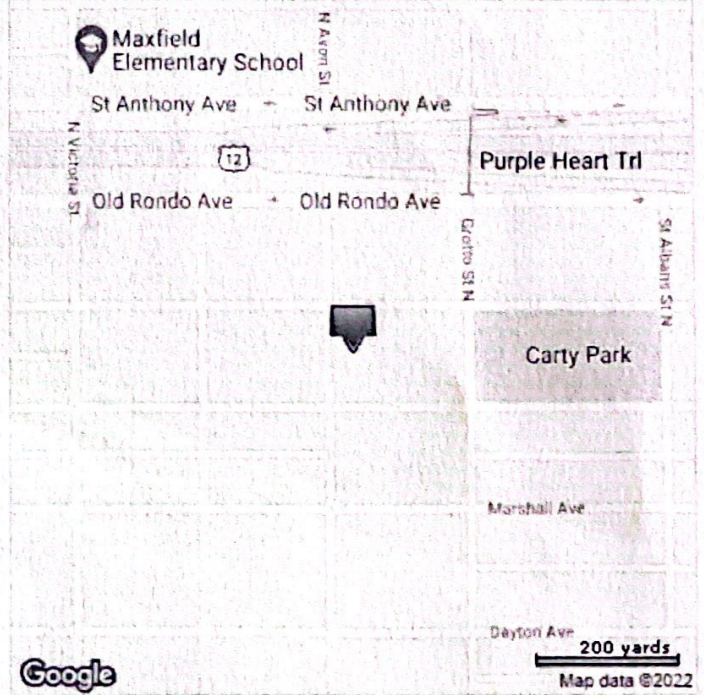 N Avon St
Maxfield
Elementary School
St Anthony Ave
St Anthony Ave
N Victoria St
12
Purple Heart Trl
Old Rondo Ave
Old Rondo Ave
Grotto St N
St Albans St N
Carty Park
Marshall Ave
Dayton Ave
200 yards
Google
Map data ©2022